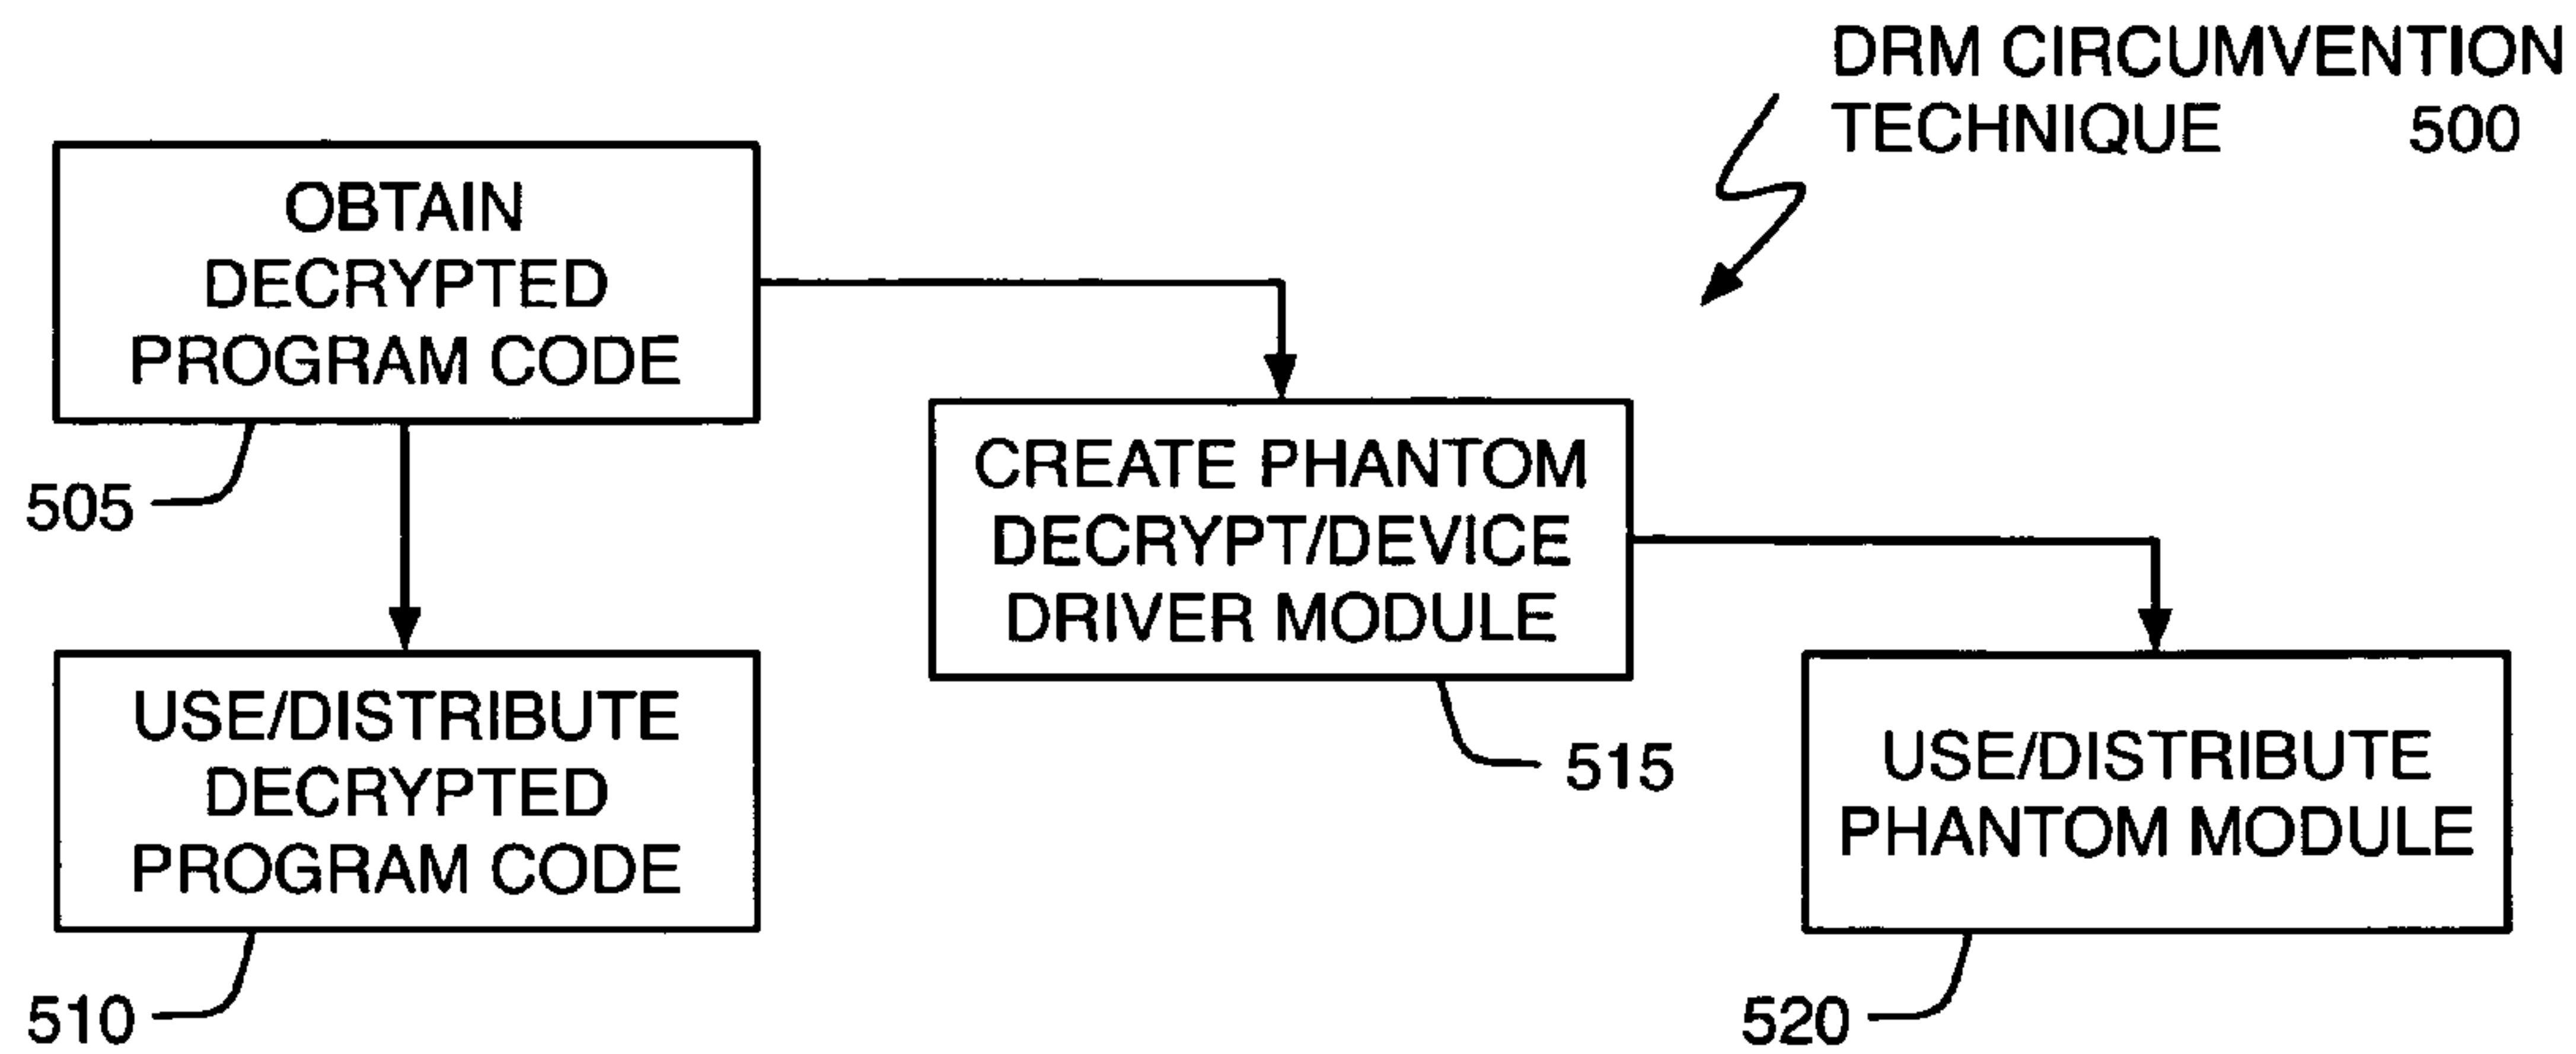 DRM CIRCUMVENTION
TECHNIQUE 500
OBTAIN
DECRYPTED
PROGRAM CODE
505
CREATE PHANTOM
DECRYPT/DEVICE
DRIVER MODULE
515
USE/DISTRIBUTE
DECRYPTED
PROGRAM CODE
510
USE/DISTRIBUTE
PHANTOM MODULE
520